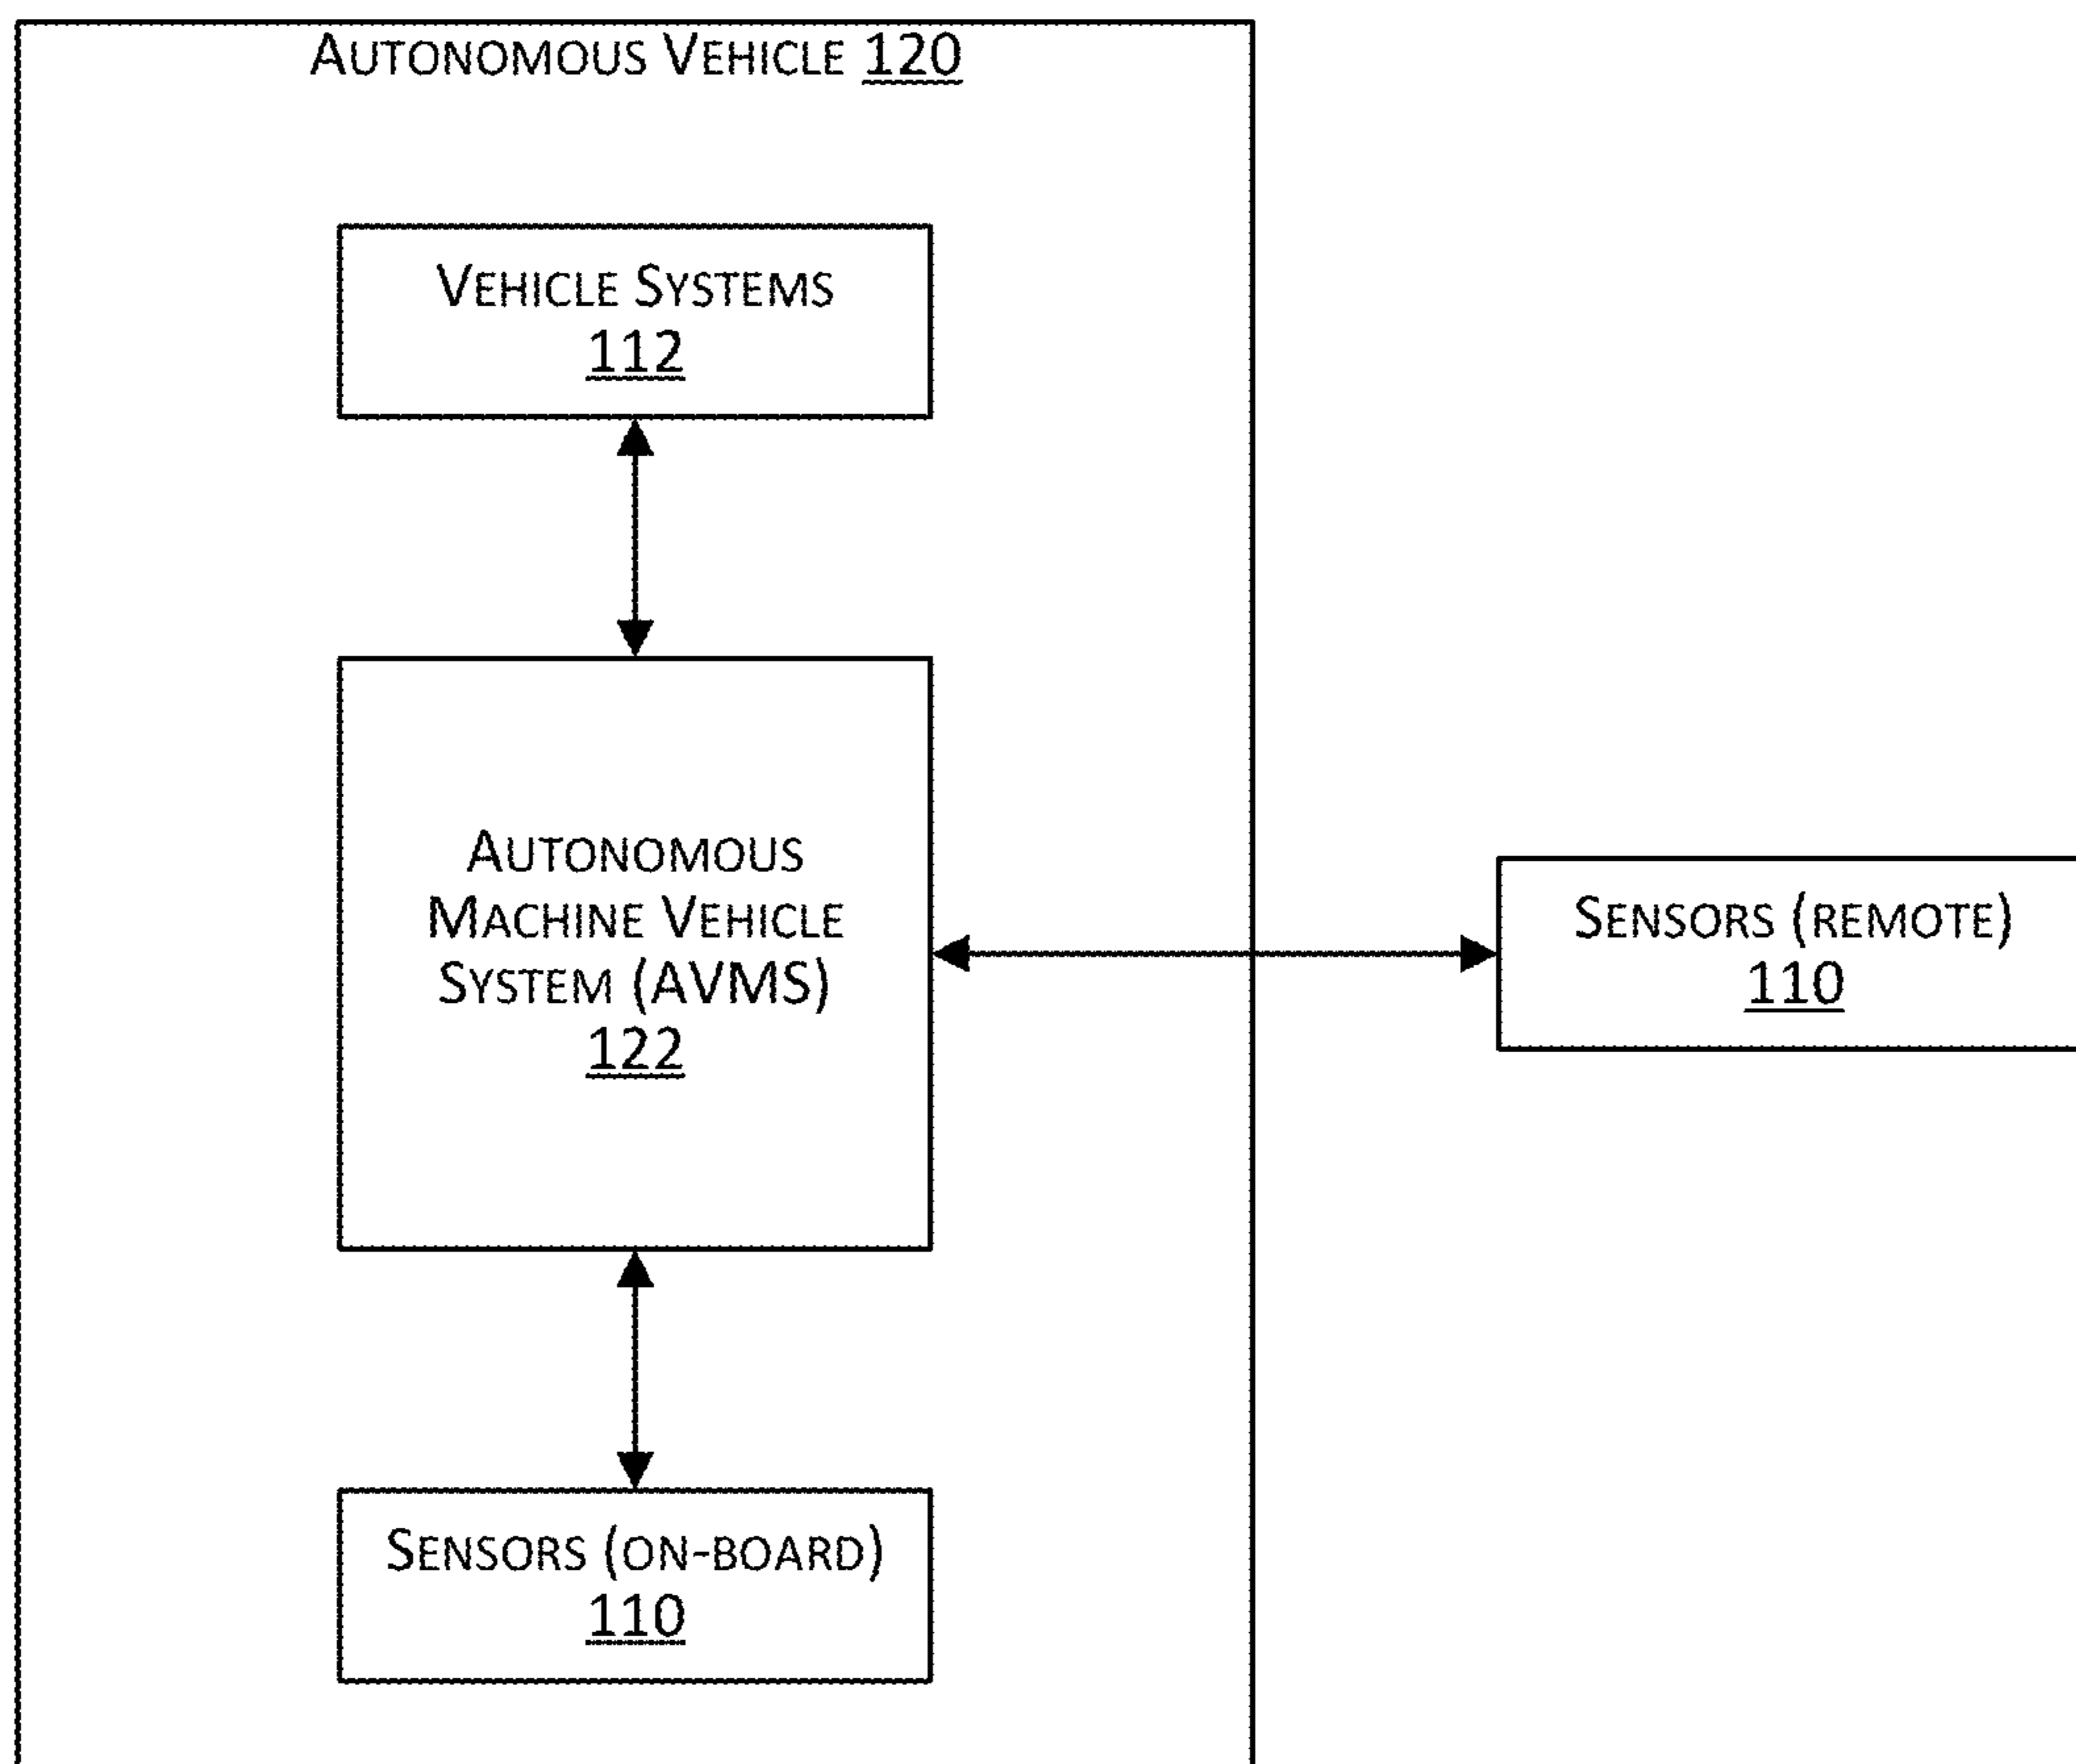 AUTONOMOUS VEHICLE 120
VEHICLE SYSTEMS
112
AUTONOMOUS
MACHINE VEHICLE
SYSTEM (AVMS)
122
SENSORS (REMOTE)
110
SENSORS (ON-BOARD)
110